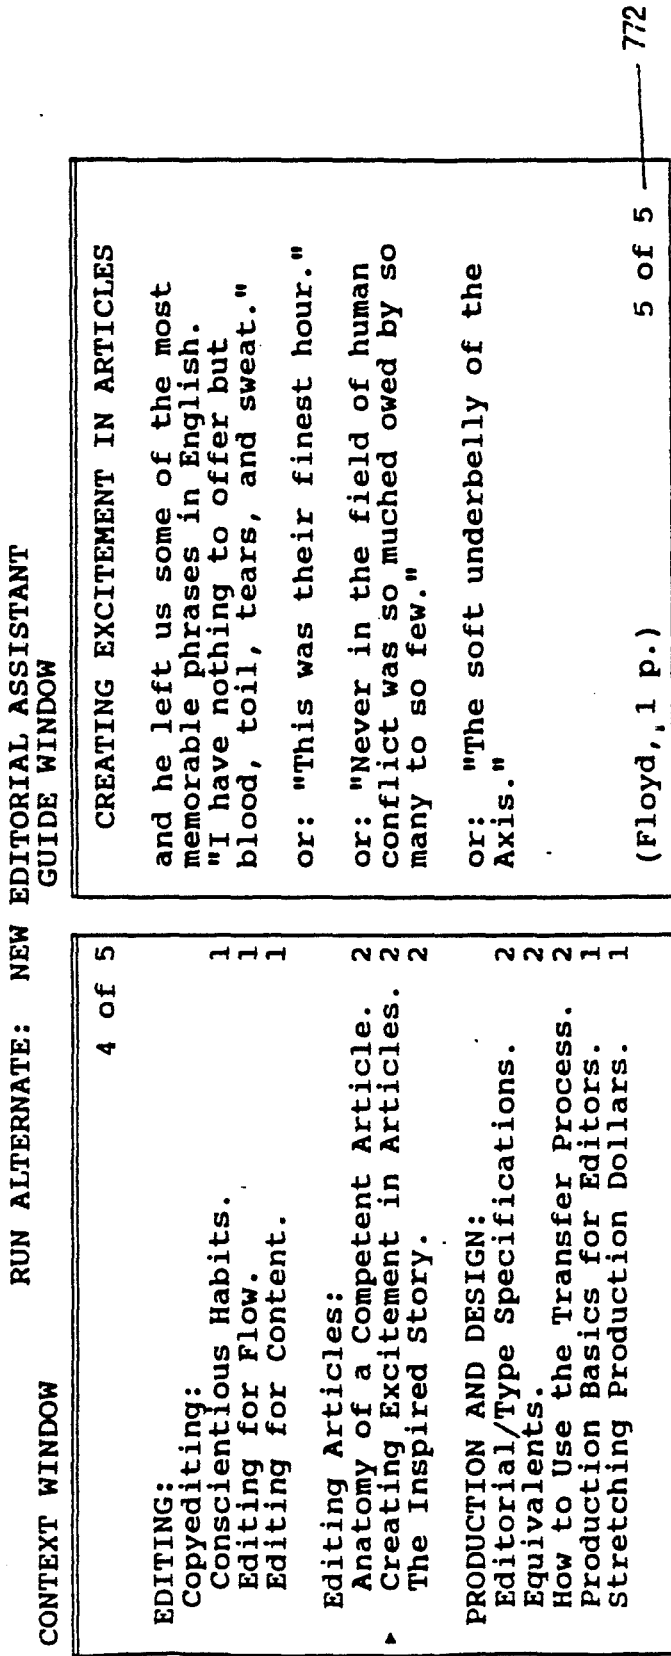 RUN ALTERNATE: NEW EDITORIAL ASSISTANT
CONTEXT WINDOW
4 of 5
EDITING:
Copyediting:
Conscientious Habits. 1
Editing for Flow. 1
Editing for Content. 1
Editing Articles:
Anatomy of a Competent Article. 2
Creating Excitement in Articles. 2
The Inspired Story. 2
PRODUCTION AND DESIGN:
Editorial/Type Specifications. 2
Equivalents. 2
How to Use the Transfer Process. 2
Production Basics for Editors. 1
Stretching Production Dollars. 1
GUIDE WINDOW
CREATING EXCITEMENT IN ARTICLES
and he left us some of the most
memorable phrases in English.
"I have nothing to offer but
blood, toil, tears, and sweat."
or: "This was their finest hour."
or: "Never in the field of human
conflict was so muched owed by so
many to so few."
or: "The soft underbelly of the
Axis."
(Floyd, 1 p.) 5 of 5
772